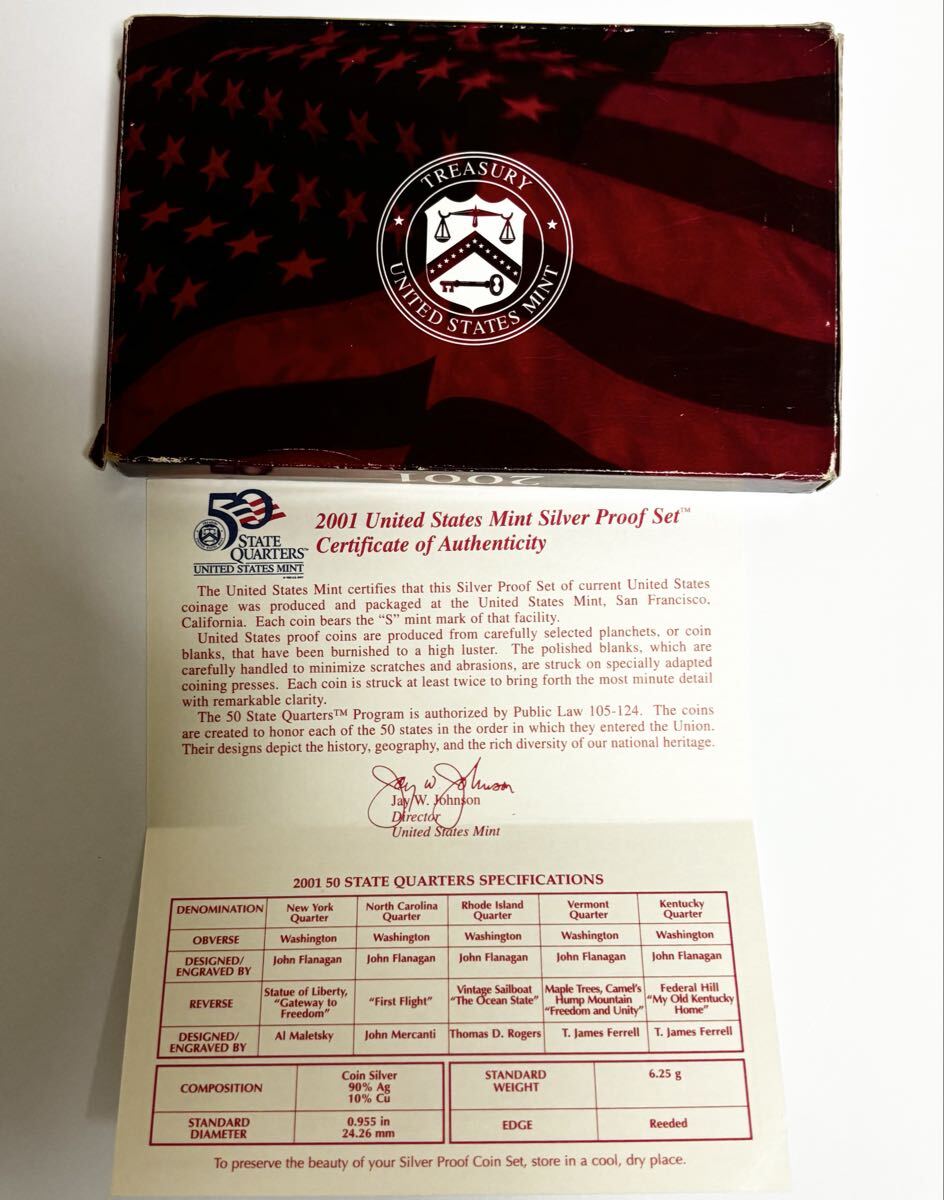 TREASURY
UNITED STATES MINT
2001
50
STATE
QUARTERS™
UNITED STATES MINT
2001 United States Mint Silver Proof Set™
Certificate of Authenticity
The United States Mint certifies that this Silver Proof Set of current United States
coinage was produced and packaged at the United States Mint, San Francisco,
California. Each coin bears the “S” mint mark of that facility.
United States proof coins are produced from carefully selected planchets, or coin
blanks, that have been burnished to a high luster. The polished blanks, which are
carefully handled to minimize scratches and abrasions, are struck on specially adapted
coining presses. Each coin is struck at least twice to bring forth the most minute detail
with remarkable clarity.
The 50 State Quarters™ Program is authorized by Public Law 105-124. The coins
are created to honor each of the 50 states in the order in which they entered the Union.
Their designs depict the history, geography, and the rich diversity of our national heritage.
Jay W Johnson
Jay W. Johnson
Director
United States Mint
2001 50 STATE QUARTERS SPECIFICATIONS
DENOMINATION New York Quarter North Carolina Quarter Rhode Island Quarter Vermont Quarter Kentucky Quarter
OBVERSE Washington Washington Washington Washington Washington
DESIGNED/ ENGRAVED BY John Flanagan John Flanagan John Flanagan John Flanagan John Flanagan
REVERSE Statue of Liberty, “Gateway to Freedom” “First Flight” Vintage Sailboat “The Ocean State” Maple Trees, Camel's Hump Mountain “Freedom and Unity” Federal Hill “My Old Kentucky Home”
DESIGNED/ ENGRAVED BY Al Maletsky John Mercanti Thomas D. Rogers T. James Ferrell T. James Ferrell
COMPOSITION Coin Silver 90% Ag 10% Cu STANDARD WEIGHT 6.25 g
STANDARD DIAMETER 0.955 in 24.26 mm EDGE Reeded
To preserve the beauty of your Silver Proof Coin Set, store in a cool, dry place.